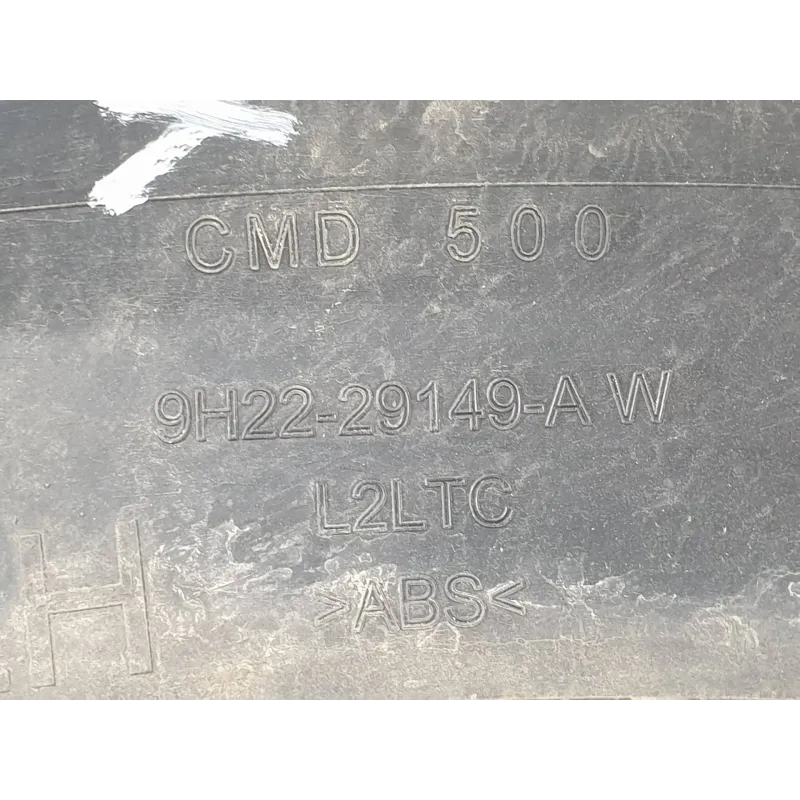 CMD 500
9H22-29149-A W
L2LTC
>ABS<
H